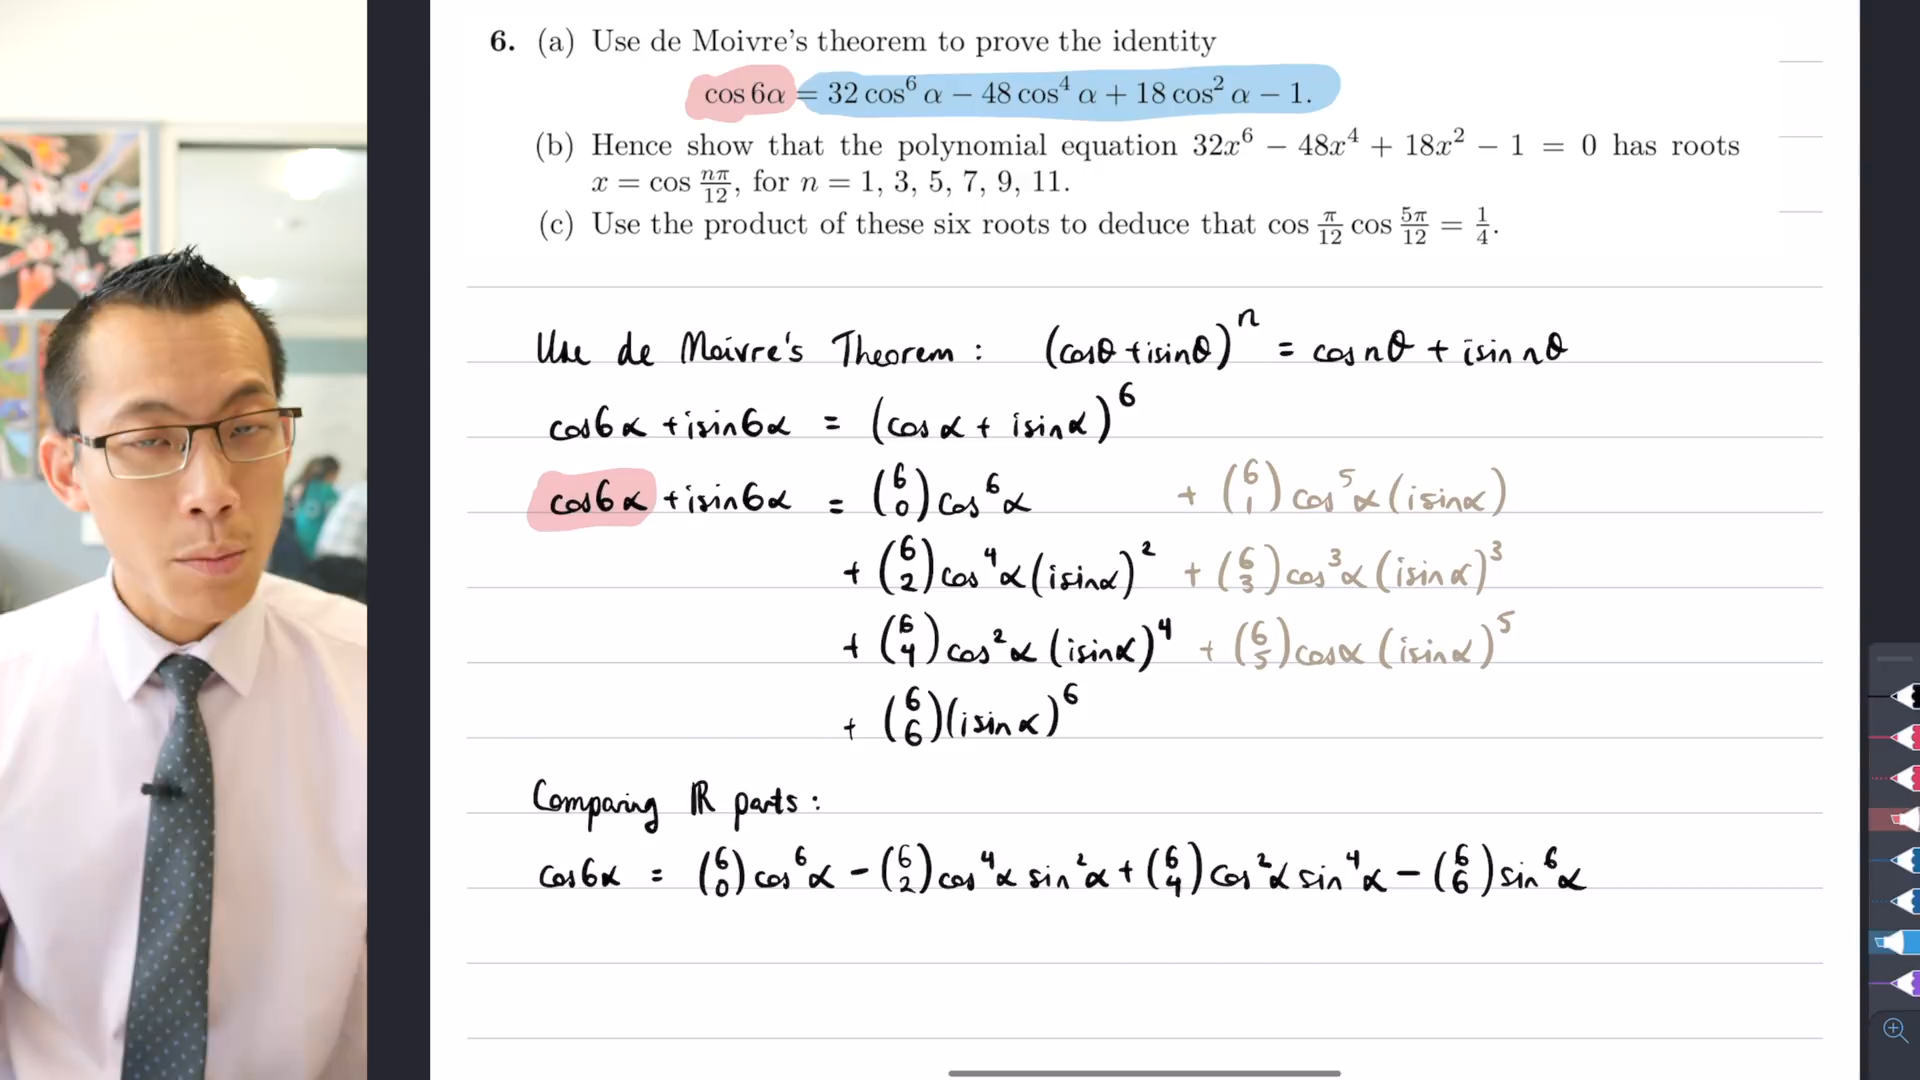 6. (a) Use de Moivre's theorem to prove the identity
cos 6α = 32 cos⁶ α − 48 cos⁴ α + 18 cos² α − 1.
(b) Hence show that the polynomial equation 32x⁶ − 48x⁴ + 18x² − 1 = 0 has roots
x = cos nπ/12, for n = 1, 3, 5, 7, 9, 11.
(c) Use the product of these six roots to deduce that cos π/12 cos 5π/12 = 1/4.
Use de Moivre's Theorem : (cosθ + isinθ)ⁿ = cos nθ + isin nθ
cos6α + isin6α = (cosα + isinα)⁶
cos6α + isin6α = (6 0) cos⁶α + (6 1) cos⁵α (isinα)
+ (6 2) cos⁴α (isinα)² + (6 3) cos³α (isinα)³
+ (6 4) cos²α (isinα)⁴ + (6 5) cosα (isinα)⁵
+ (6 6) (isinα)⁶
Comparing ℝ parts :
cos6α = (6 0) cos⁶α − (6 2) cos⁴α sin²α + (6 4) cos²α sin⁴α − (6 6) sin⁶α